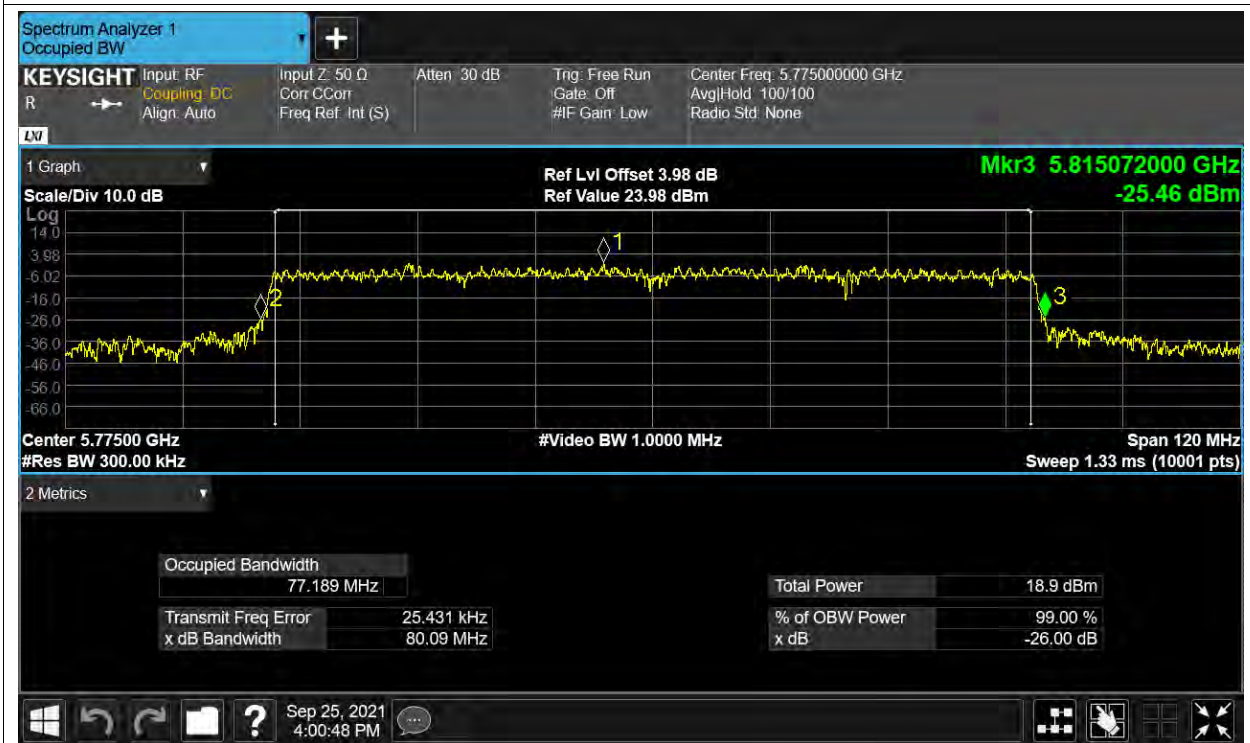 Spectrum Analyzer 1
Occupied BW
+
KEYSIGHT Input: RF Input Z: 50 Ω Atten: 30 dB Trig: Free Run Center Freq: 5.775000000 GHz
R Coupling: DC Corr CCorr Gate: Off Avg|Hold: 100/100
Align: Auto Freq Ref: Int (S) #IF Gain: Low Radio Std: None
LXI
1 Graph Ref Lvl Offset 3.98 dB Mkr3 5.815072000 GHz
Scale/Div 10.0 dB Ref Value 23.98 dBm -25.46 dBm
Log
14.0
3.98
-6.02
-16.0
-26.0
-36.0
-46.0
-56.0
-66.0
1
2
3
Center 5.77500 GHz #Video BW 1.0000 MHz Span 120 MHz
#Res BW 300.00 kHz Sweep 1.33 ms (10001 pts)
2 Metrics
Occupied Bandwidth
77.189 MHz Total Power 18.9 dBm
Transmit Freq Error 25.431 kHz % of OBW Power 99.00 %
x dB Bandwidth 80.09 MHz x dB -26.00 dB
? Sep 25, 2021
4:00:48 PM